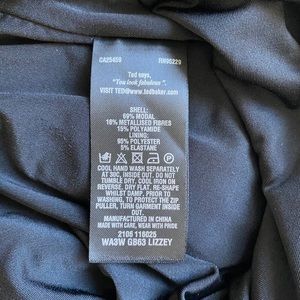 CA25459 RN95229
Ted says,
"You look fabulous".
VISIT TED@www.tedbaker.com
SHELL:
69% MODAL
16% METALLISED FIBRES
15% POLYAMIDE
LINING:
95% POLYESTER
5% ELASTANE
COOL HAND WASH SEPARATELY
AT 30C, INSIDE OUT. DO NOT
TUMBLE DRY. COOL IRON ON
REVERSE. DRY FLAT, RE-SHAPE
WHILST DAMP. PRIOR TO
WASHING, TO PROTECT THE ZIP
PULLER, TURN GARMENT INSIDE
OUT.
MANUFACTURED IN CHINA
MADE WITH CARE, WEAR WITH PRIDE
2106 116025
WA3W GB63 LIZZEY